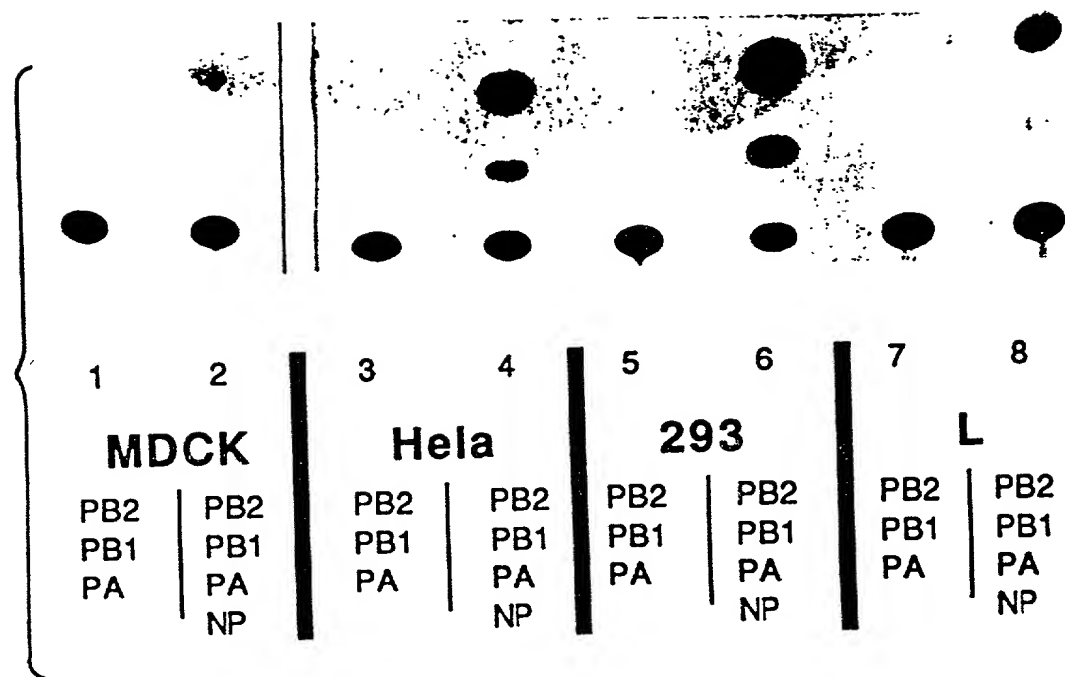 1 2 3 4 5 6 7 8
MDCK Hela 293 L
PB2 PB2 PB2 PB2 PB2 PB2 PB2 PB2
PB1 PB1 PB1 PB1 PB1 PB1 PB1 PB1
PA PA PA PA PA PA PA PA
NP NP NP NP